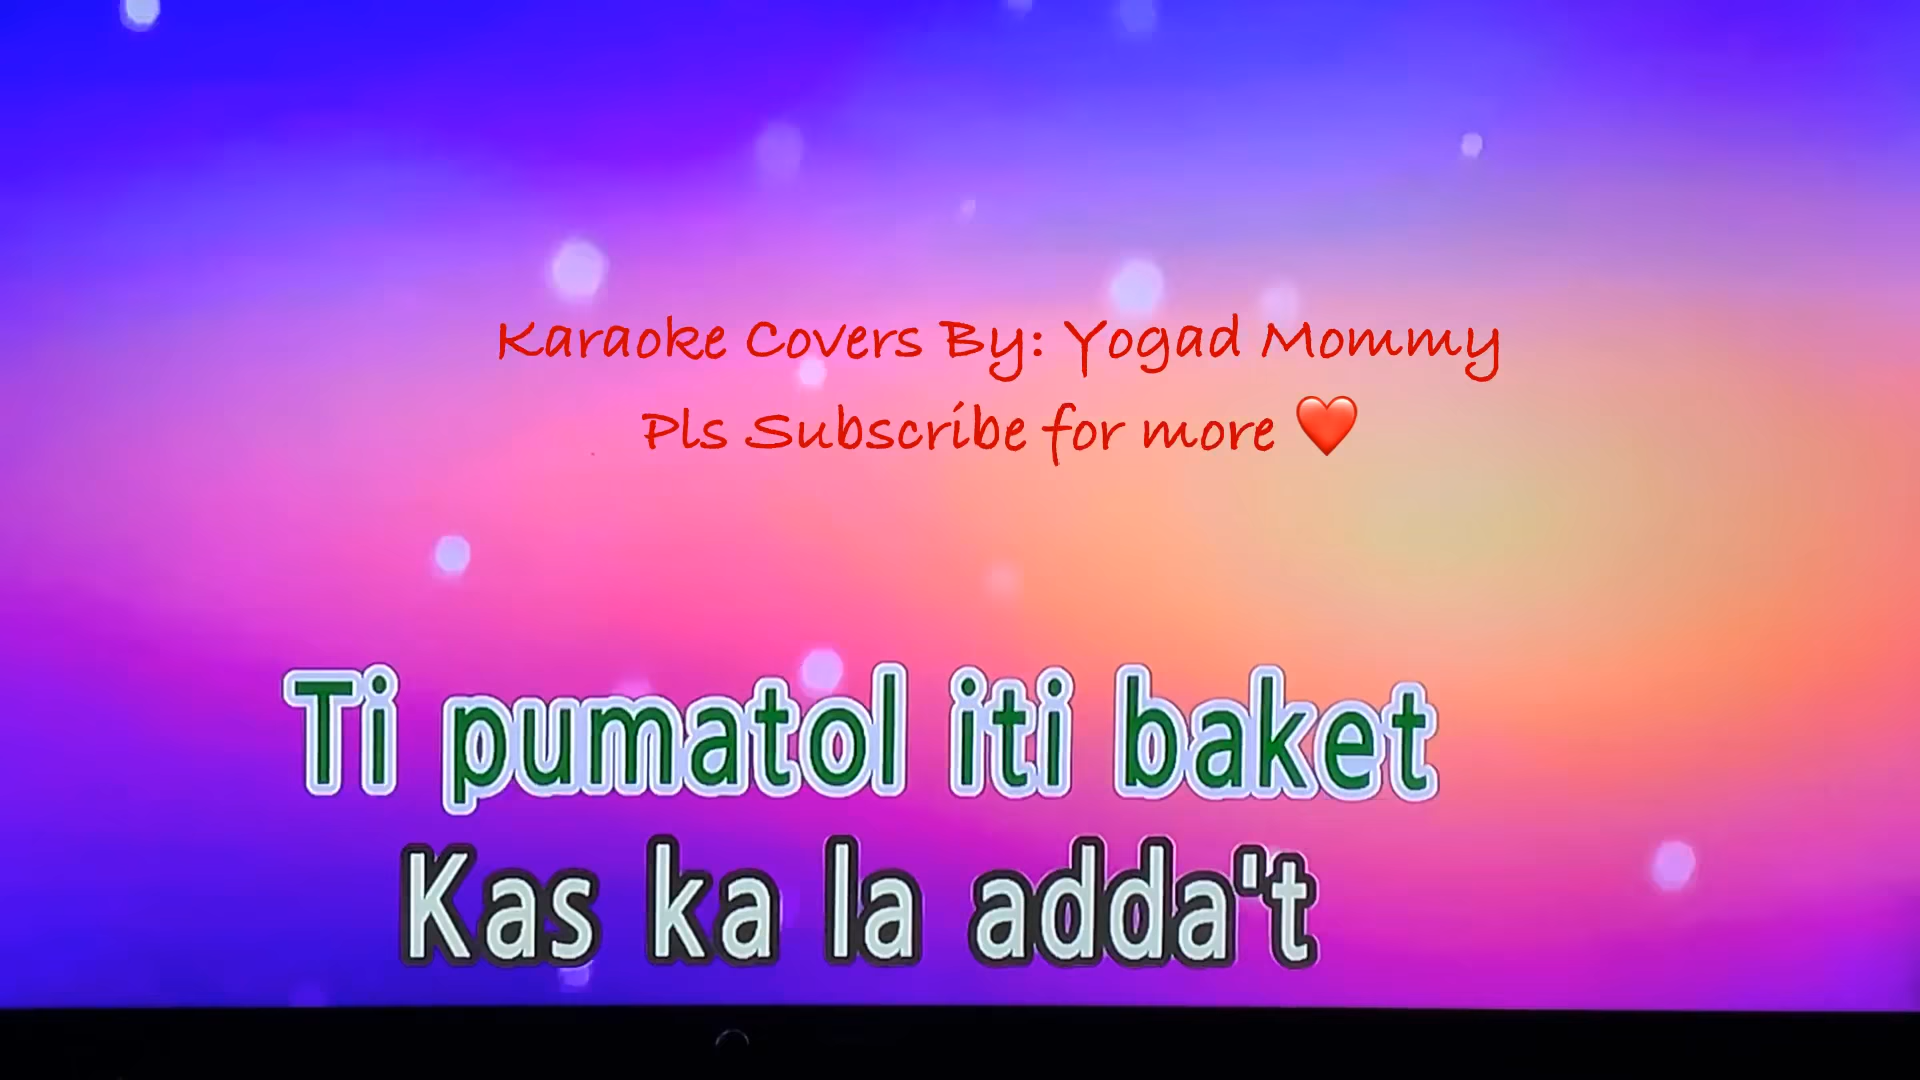 Karaoke Covers By: Yogad Mommy
Pls Subscribe for more ❤️
Ti pumatol iti baket
Kas ka la adda't